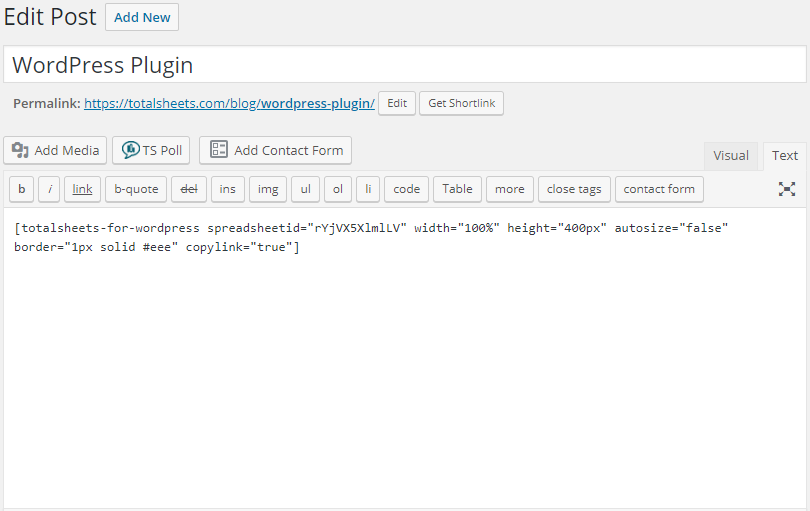 Edit Post Add New
WordPress Plugin
Permalink: https://totalsheets.com/blog/wordpress-plugin/ Edit Get Shortlink
Add Media TS Poll Add Contact Form Visual Text
b i link b-quote del ins img ul ol li code Table more close tags contact form
[totalsheets-for-wordpress spreadsheetid="rYjVX5XlmlLV" width="100%" height="400px" autosize="false"
border="1px solid #eee" copylink="true"]